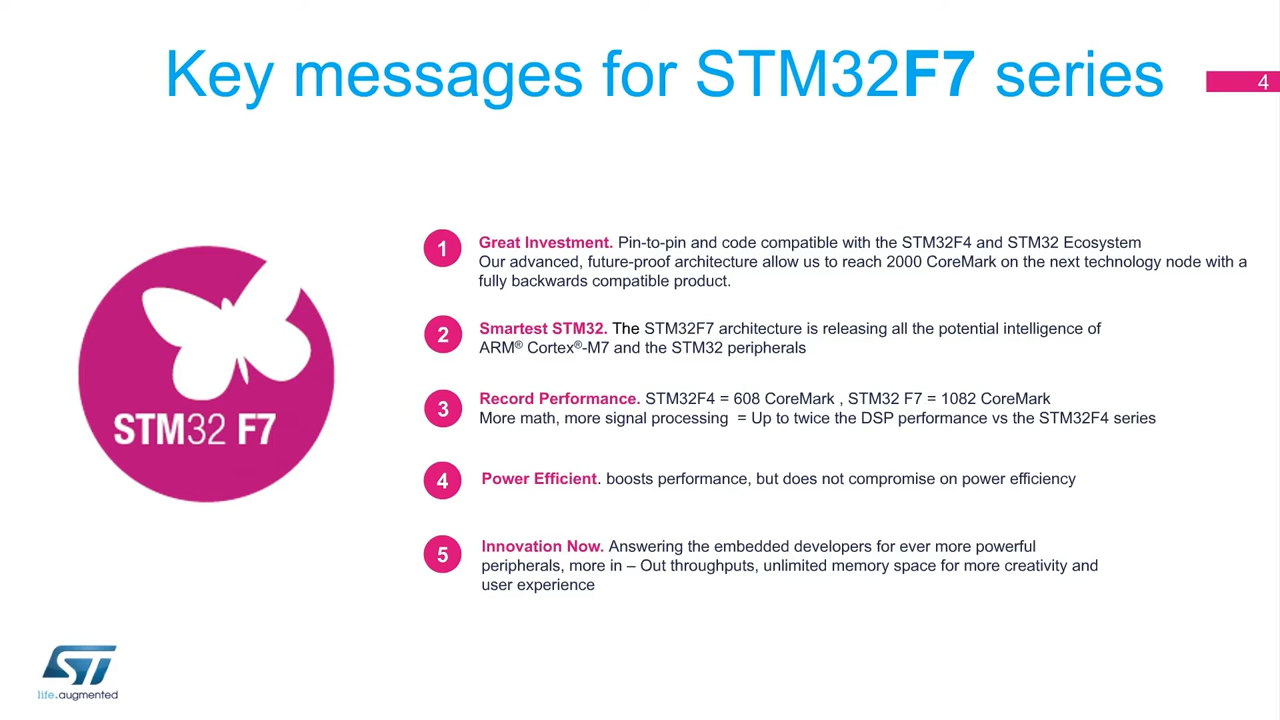 Key messages for STM32F7 series
4
1
Great Investment. Pin-to-pin and code compatible with the STM32F4 and STM32 Ecosystem
Our advanced, future-proof architecture allow us to reach 2000 CoreMark on the next technology node with a
fully backwards compatible product.
2
Smartest STM32. The STM32F7 architecture is releasing all the potential intelligence of
ARM® Cortex®-M7 and the STM32 peripherals
3
Record Performance. STM32F4 = 608 CoreMark , STM32 F7 = 1082 CoreMark
More math, more signal processing = Up to twice the DSP performance vs the STM32F4 series
4
Power Efficient. boosts performance, but does not compromise on power efficiency
5
Innovation Now. Answering the embedded developers for ever more powerful
peripherals, more in – Out throughputs, unlimited memory space for more creativity and
user experience
STM32 F7
ST
life.augmented